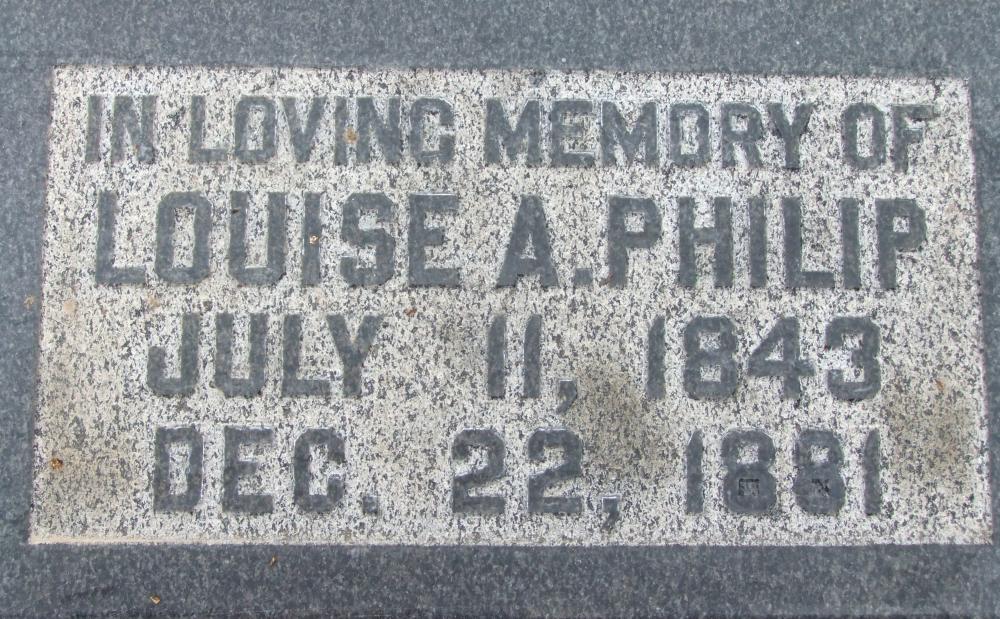 IN LOVING MEMORY OF
LOUISE A. PHILIP
JULY 11, 1843
DEC. 22, 1881